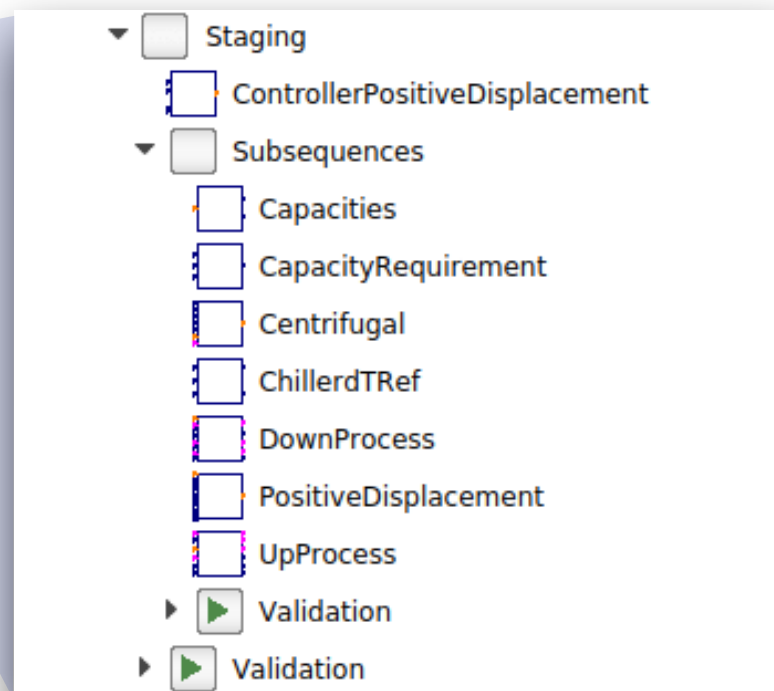 Staging
ControllerPositiveDisplacement
Subsequences
Capacities
CapacityRequirement
Centrifugal
ChillerdTRef
DownProcess
PositiveDisplacement
UpProcess
Validation
Validation